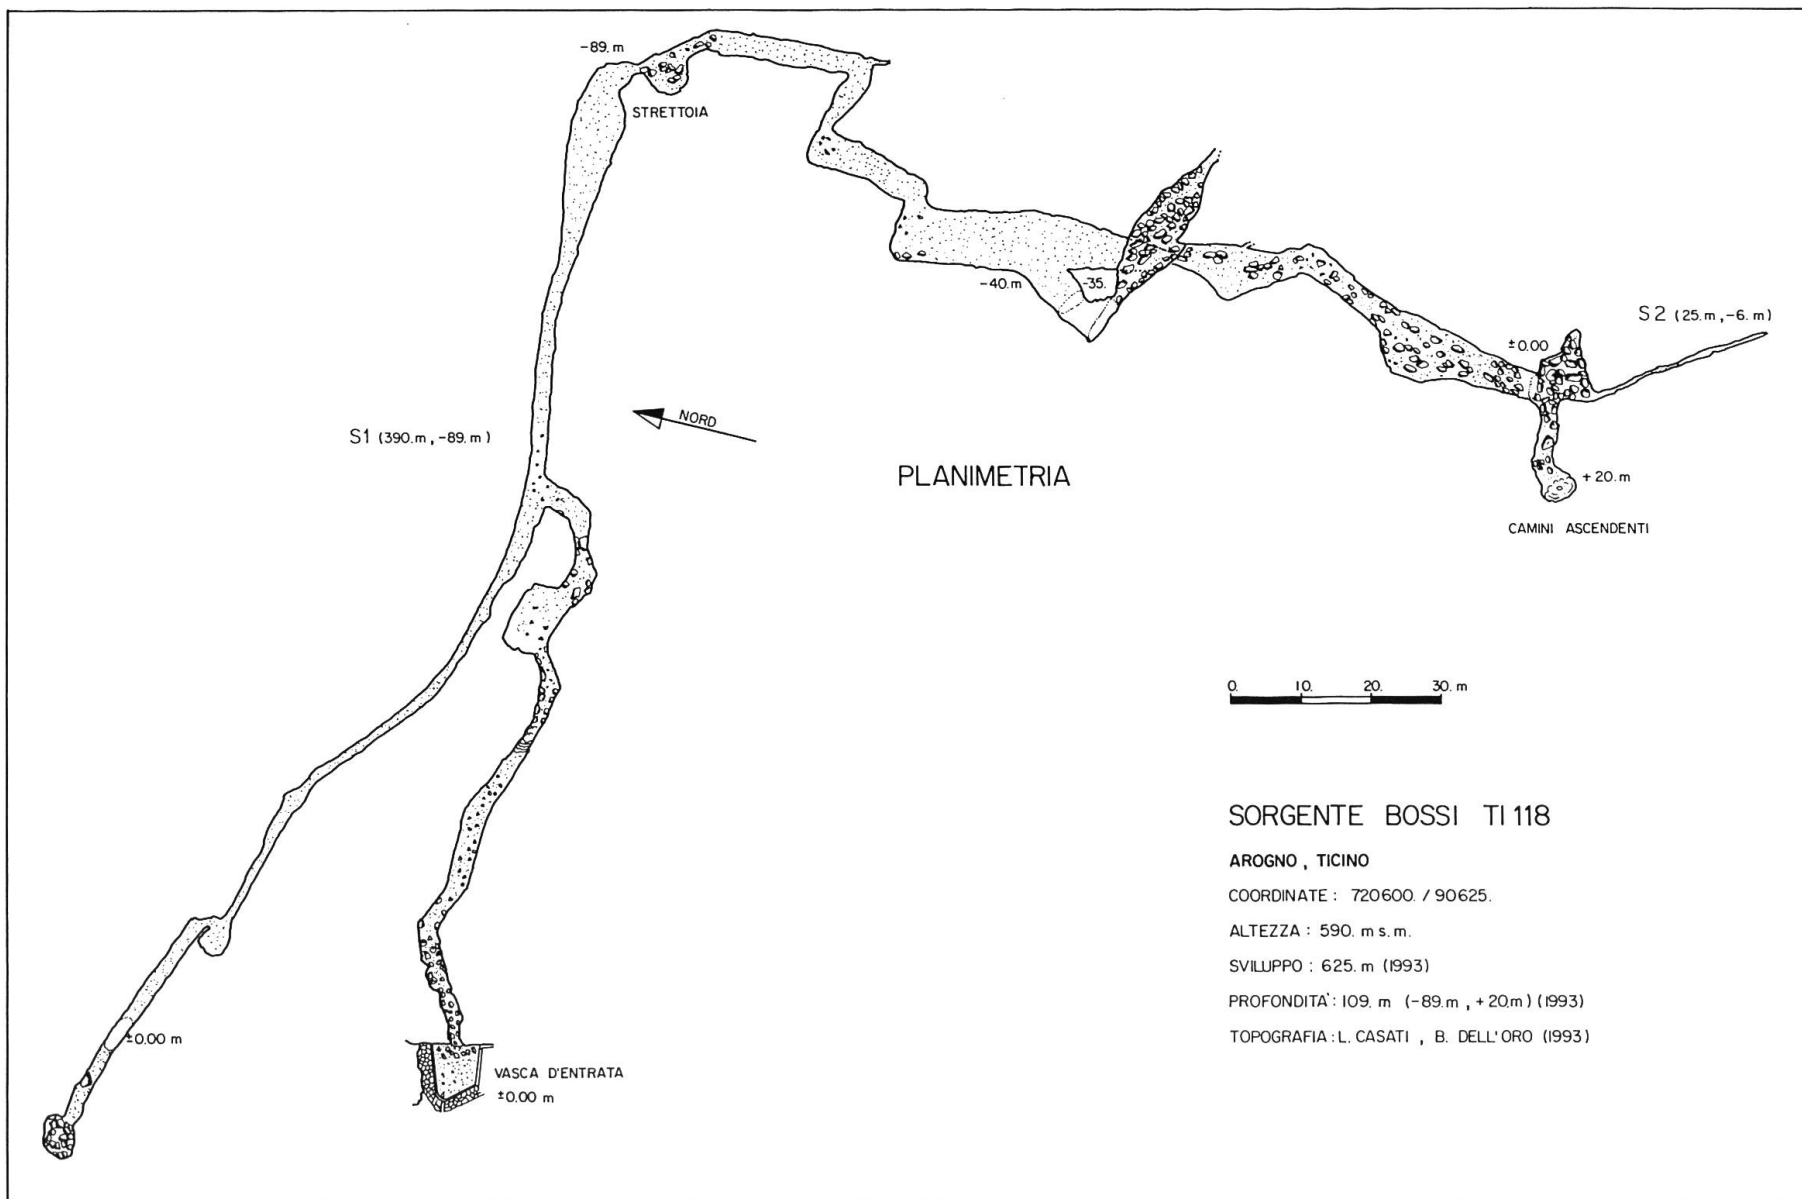 -89. m
STRETTOIA
-40. m
-35.
S2 (25. m, -6. m)
±0.00
S1 (390. m, -89. m)
NORD
PLANIMETRIA
+20. m
CAMINI ASCENDENTI
0. 10. 20. 30. m
SORGENTE BOSSI TI 118
AROGNO, TICINO
COORDINATE: 720600. / 90625.
ALTEZZA: 590. m s.m.
SVILUPPO: 625. m (1993)
PROFONDITA': 109. m (-89.m, +20.m) (1993)
TOPOGRAFIA: L. CASATI, B. DELL'ORO (1993)
±0.00 m
VASCA D'ENTRATA
±0.00 m